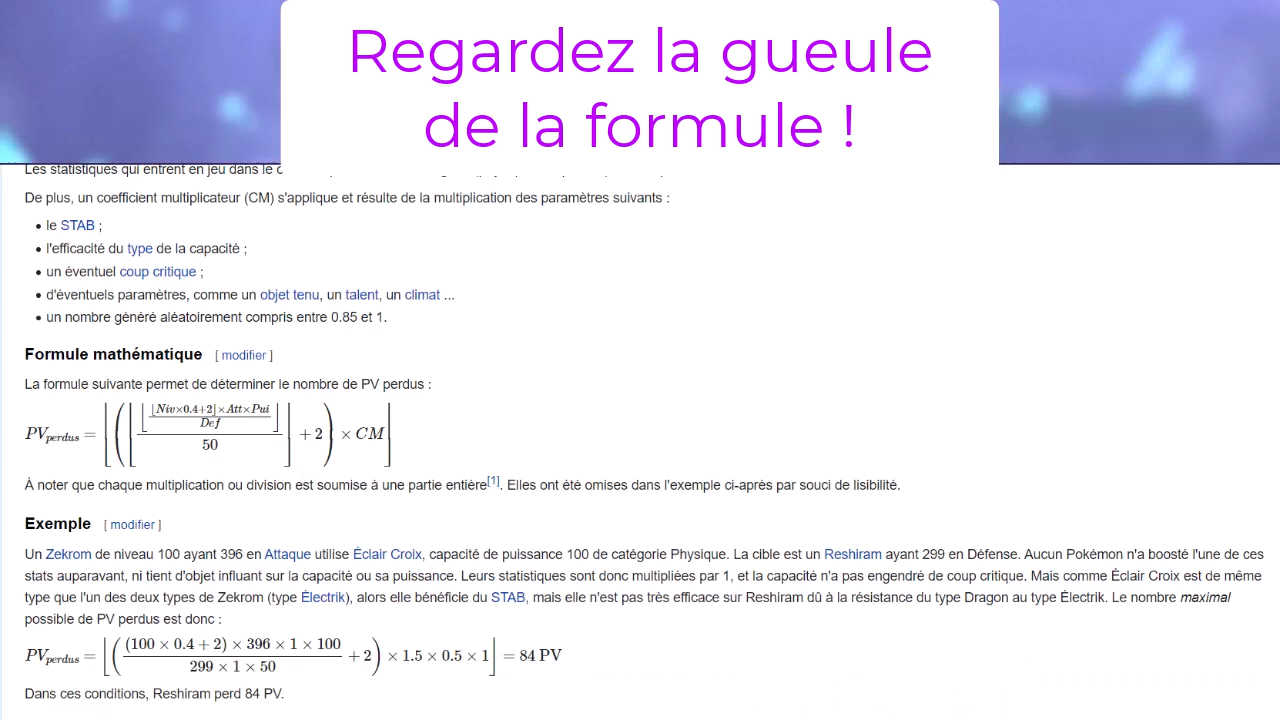 Regardez la gueule
de la formule !
Les statistiques qui entrent en jeu dans le
De plus, un coefficient multiplicateur (CM) s'applique et résulte de la multiplication des paramètres suivants :
• le STAB ;
• l'efficacité du type de la capacité ;
• un éventuel coup critique ;
• d'éventuels paramètres, comme un objet tenu, un talent, un climat ...
• un nombre généré aléatoirement compris entre 0.85 et 1.
Formule mathématique [ modifier ]
La formule suivante permet de déterminer le nombre de PV perdus :
PVperdus = ⌊(⌊⌊⌊Niv×0.4+2⌋×Att×Pui / Def⌋ / 50⌋ + 2) × CM⌋
À noter que chaque multiplication ou division est soumise à une partie entière[1]. Elles ont été omises dans l'exemple ci-après par souci de lisibilité.
Exemple [ modifier ]
Un Zekrom de niveau 100 ayant 396 en Attaque utilise Éclair Croix, capacité de puissance 100 de catégorie Physique. La cible est un Reshiram ayant 299 en Défense. Aucun Pokémon n'a boosté l'une de ces
stats auparavant, ni tient d'objet influant sur la capacité ou sa puissance. Leurs statistiques sont donc multipliées par 1, et la capacité n'a pas engendré de coup critique. Mais comme Éclair Croix est de même
type que l'un des deux types de Zekrom (type Électrik), alors elle bénéficie du STAB, mais elle n'est pas très efficace sur Reshiram dû à la résistance du type Dragon au type Électrik. Le nombre maximal
possible de PV perdus est donc :
PVperdus = ⌊((100 × 0.4 + 2) × 396 × 1 × 100 / 299 × 1 × 50 + 2) × 1.5 × 0.5 × 1⌋ = 84 PV
Dans ces conditions, Reshiram perd 84 PV.